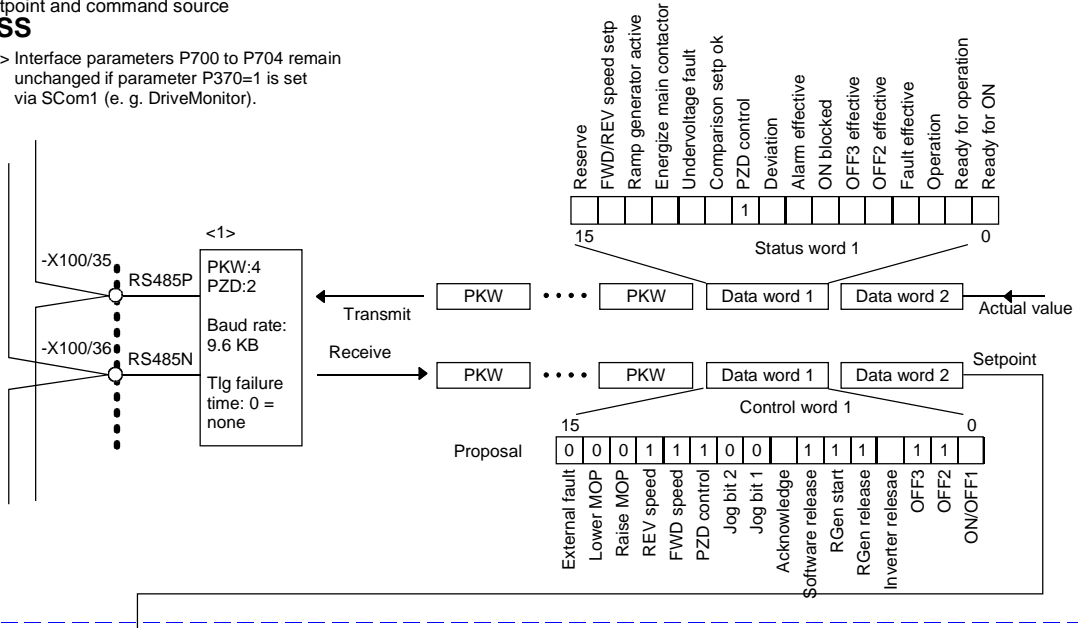 tpoint and command source
SS
> Interface parameters P700 to P704 remain
unchanged if parameter P370=1 is set
via SCom1 (e. g. DriveMonitor).
Reserve
FWD/REV speed setp
Ramp generator active
Energize main contactor
Undervoltage fault
Comparison setp ok
PZD control
Deviation
Alarm effective
ON blocked
OFF3 effective
OFF2 effective
Fault effective
Operation
Ready for operation
Ready for ON
1
15
0
Status word 1
<1>
-X100/35
RS485P
PKW:4
PZD:2
Baud rate:
9.6 KB
Tlg failure
time: 0 =
none
-X100/36
RS485N
Transmit
PKW
PKW
Data word 1
Data word 2
Actual value
Receive
PKW
PKW
Data word 1
Data word 2
Setpoint
Control word 1
15
0
Proposal
0 0 0 1 1 1 0 0 1 1 1 1 1
External fault
Lower MOP
Raise MOP
REV speed
FWD speed
PZD control
Jog bit 2
Jog bit 1
Acknowledge
Software release
RGen start
RGen release
Inverter relesae
OFF3
OFF2
ON/OFF1